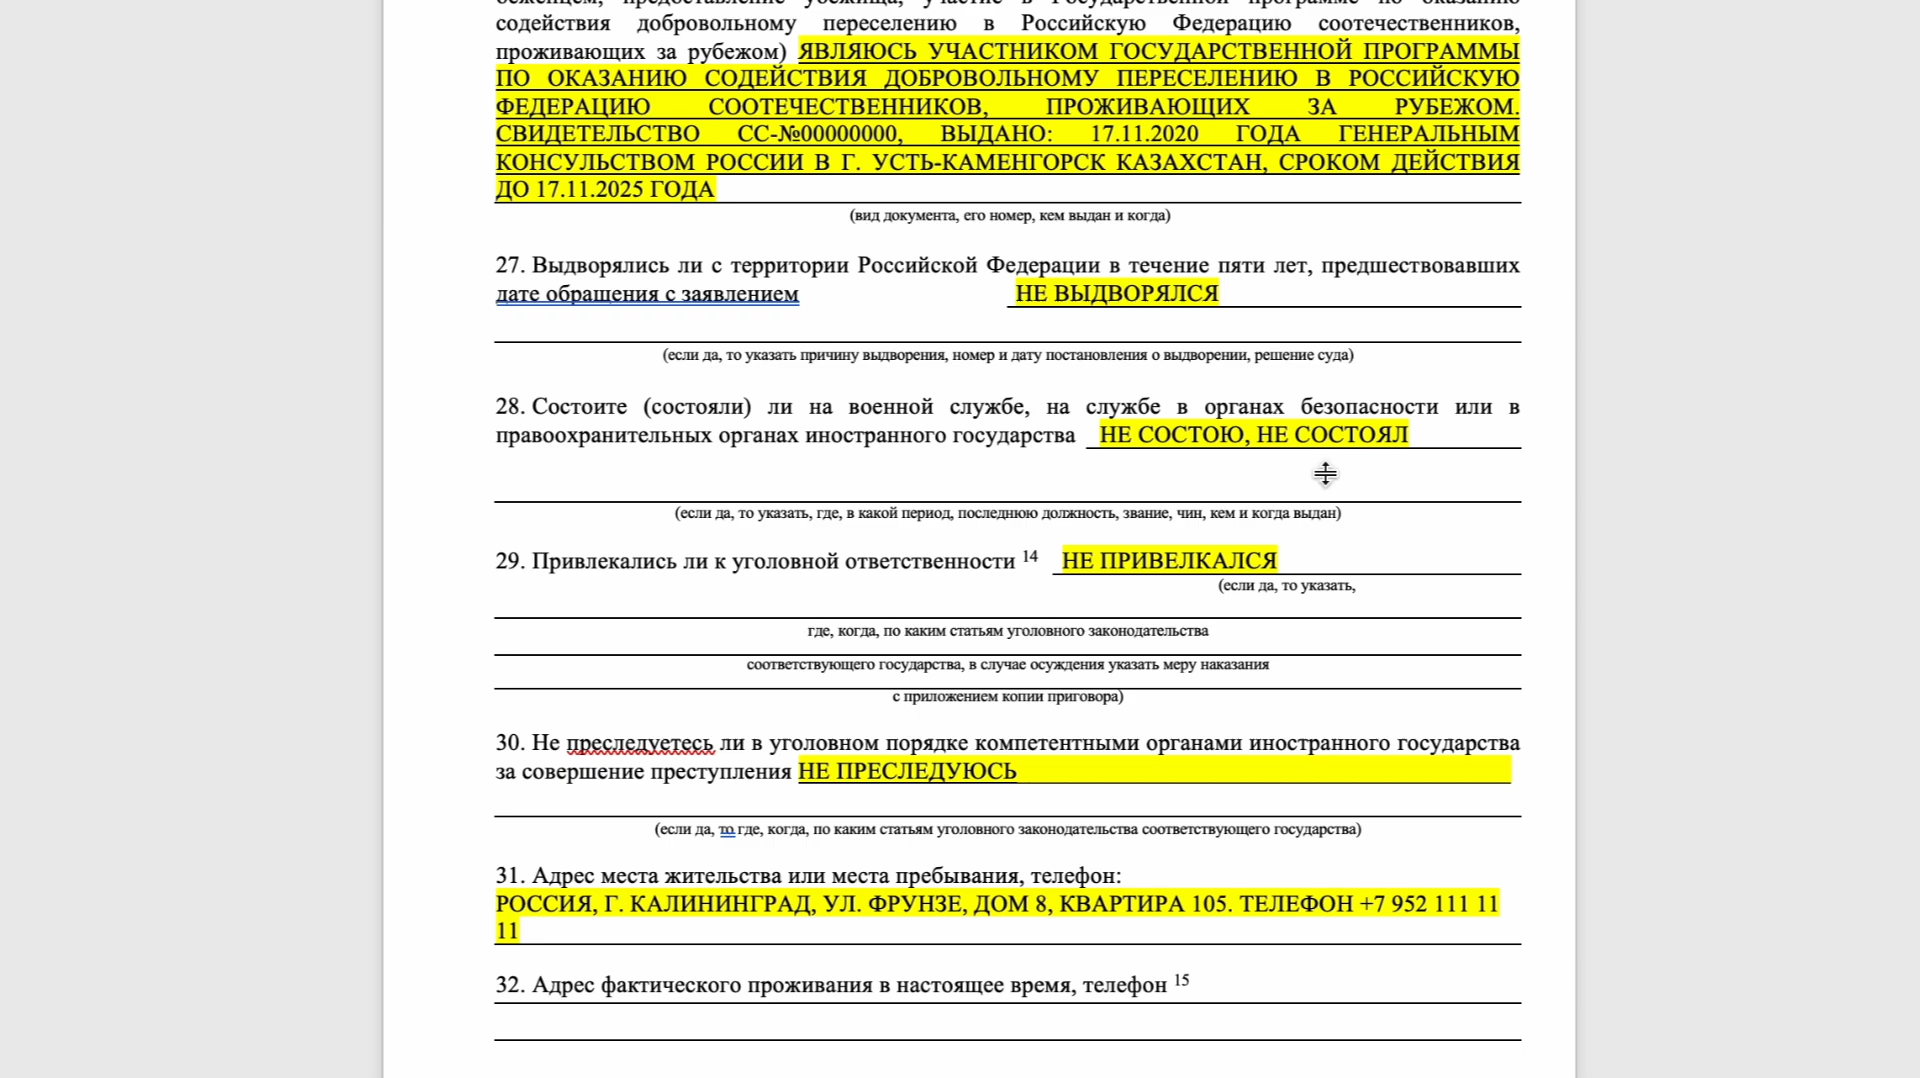 беженцем, предоставление убежища, участие в Государственной программе по оказанию
содействия добровольному переселению в Российскую Федерацию соотечественников,
проживающих за рубежом) ЯВЛЯЮСЬ УЧАСТНИКОМ ГОСУДАРСТВЕННОЙ ПРОГРАММЫ
ПО ОКАЗАНИЮ СОДЕЙСТВИЯ ДОБРОВОЛЬНОМУ ПЕРЕСЕЛЕНИЮ В РОССИЙСКУЮ
ФЕДЕРАЦИЮ СООТЕЧЕСТВЕННИКОВ, ПРОЖИВАЮЩИХ ЗА РУБЕЖОМ.
СВИДЕТЕЛЬСТВО СС-№00000000, ВЫДАНО: 17.11.2020 ГОДА ГЕНЕРАЛЬНЫМ
КОНСУЛЬСТВОМ РОССИИ В Г. УСТЬ-КАМЕНГОРСК КАЗАХСТАН, СРОКОМ ДЕЙСТВИЯ
ДО 17.11.2025 ГОДА
(вид документа, его номер, кем выдан и когда)
27. Выдворялись ли с территории Российской Федерации в течение пяти лет, предшествовавших
дате обращения с заявлением НЕ ВЫДВОРЯЛСЯ
(если да, то указать причину выдворения, номер и дату постановления о выдворении, решение суда)
28. Состоите (состояли) ли на военной службе, на службе в органах безопасности или в
правоохранительных органах иностранного государства НЕ СОСТОЮ, НЕ СОСТОЯЛ
(если да, то указать, где, в какой период, последнюю должность, звание, чин, кем и когда выдан)
29. Привлекались ли к уголовной ответственности 14 НЕ ПРИВЕЛКАЛСЯ
(если да, то указать,
где, когда, по каким статьям уголовного законодательства
соответствующего государства, в случае осуждения указать меру наказания
с приложением копии приговора)
30. Не преследуетесь ли в уголовном порядке компетентными органами иностранного государства
за совершение преступления НЕ ПРЕСЛЕДУЮСЬ
(если да, то где, когда, по каким статьям уголовного законодательства соответствующего государства)
31. Адрес места жительства или места пребывания, телефон:
РОССИЯ, Г. КАЛИНИНГРАД, УЛ. ФРУНЗЕ, ДОМ 8, КВАРТИРА 105. ТЕЛЕФОН +7 952 111 11
11
32. Адрес фактического проживания в настоящее время, телефон 15